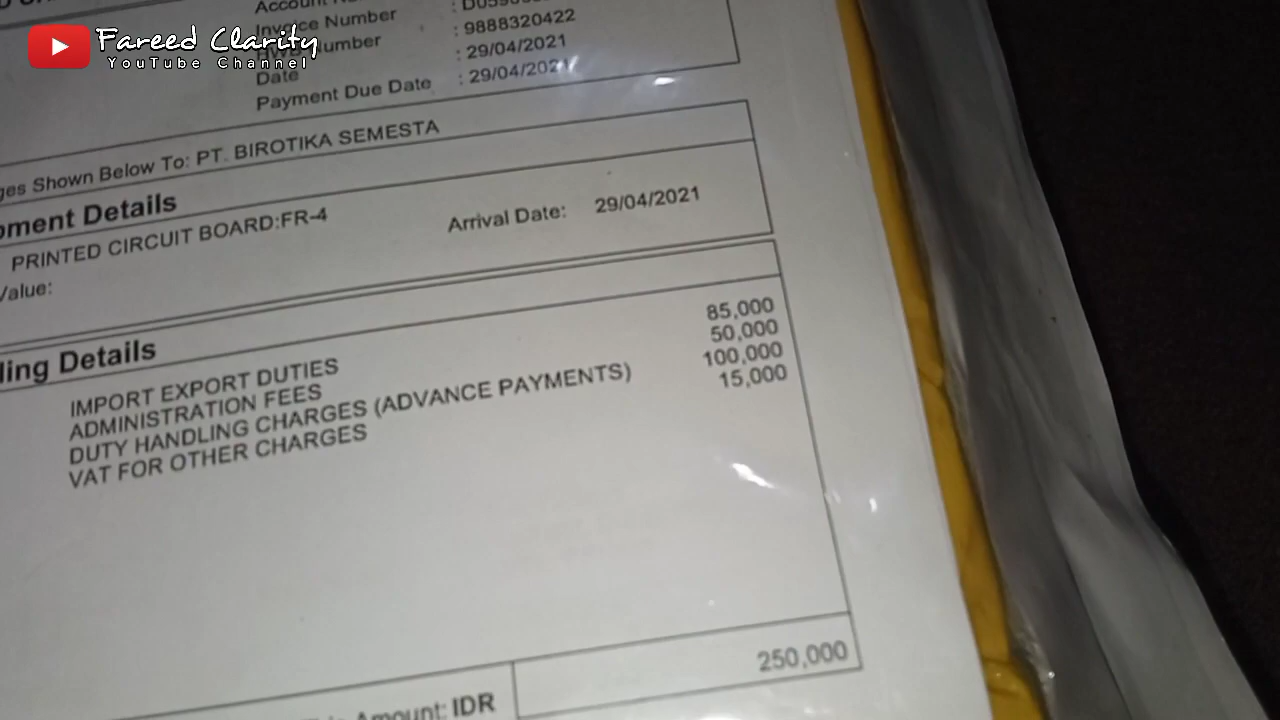 Fareed Clarity
YouTube Channel
Account
Invoice Number
: 9888320422
Number
: 29/04/2021
Date
: 29/04/2021
Payment Due Date
Shown Below To: PT. BIROTIKA SEMESTA
Details
PRINTED CIRCUIT BOARD:FR-4
Arrival Date: 29/04/2021
Value:
Details
IMPORT EXPORT DUTIES 85,000
ADMINISTRATION FEES 50,000
DUTY HANDLING CHARGES (ADVANCE PAYMENTS) 100,000
VAT FOR OTHER CHARGES 15,000
Amount: IDR 250,000